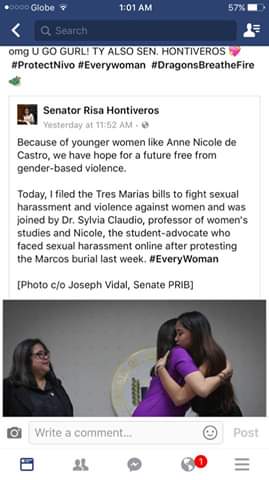 Globe 1:01 AM 57%
Search
omg U GO GURL! TY ALSO SEN. HONTIVEROS 💖
#ProtectNivo #Everywoman #DragonsBreatheFire
🐲
Senator Risa Hontiveros
Yesterday at 11:52 AM ·
Because of younger women like Anne Nicole de
Castro, we have hope for a future free from
gender-based violence.
Today, I filed the Tres Marias bills to fight sexual
harassment and violence against women and was
joined by Dr. Sylvia Claudio, professor of women's
studies and Nicole, the student-advocate who
faced sexual harassment online after protesting
the Marcos burial last week. #EveryWoman
[Photo c/o Joseph Vidal, Senate PRIB]
Write a comment...
Post
1